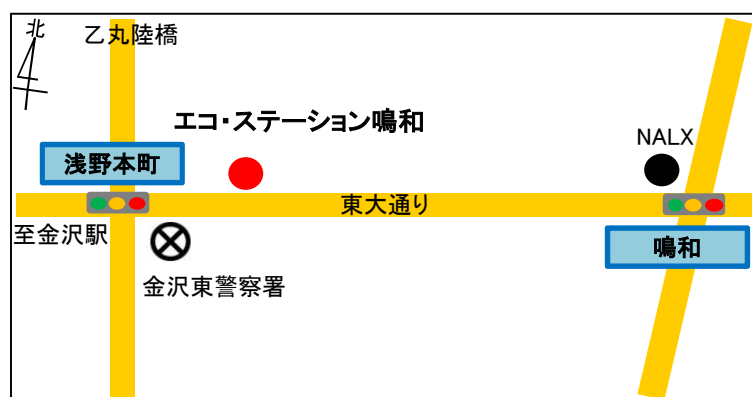 北
乙丸陸橋
エコ・ステーション鳴和
NALX
浅野本町
東大通り
至金沢駅
鳴和
金沢東警察署